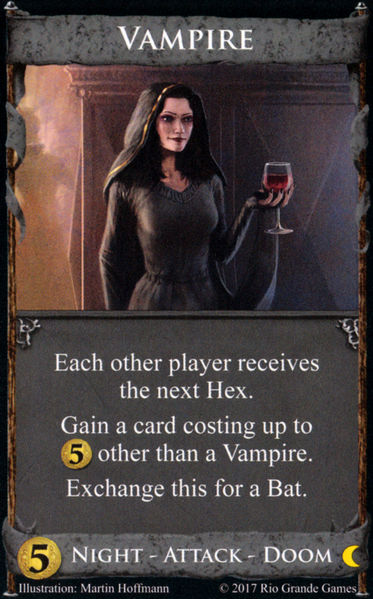 VAMPIRE
Each other player receives
the next Hex.
Gain a card costing up to
5 other than a Vampire.
Exchange this for a Bat.
5 NIGHT - ATTACK - DOOM
Illustration: Martin Hoffmann © 2017 Rio Grande Games